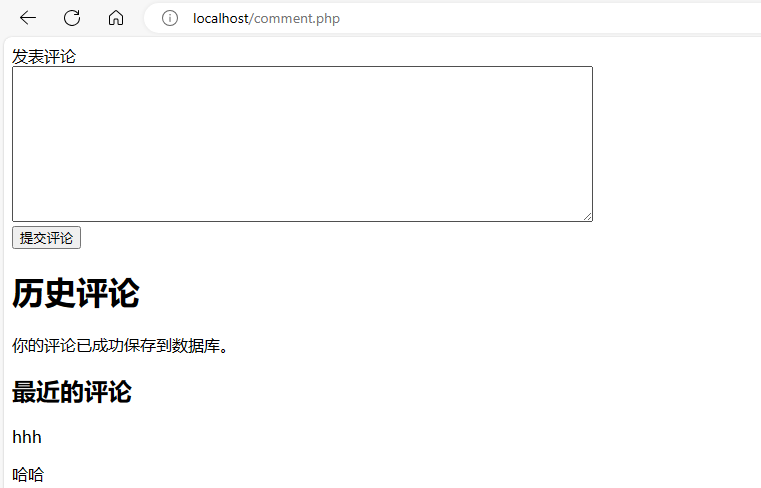 localhost/comment.php
发表评论
提交评论
历史评论
你的评论已成功保存到数据库。
最近的评论
hhh
哈哈